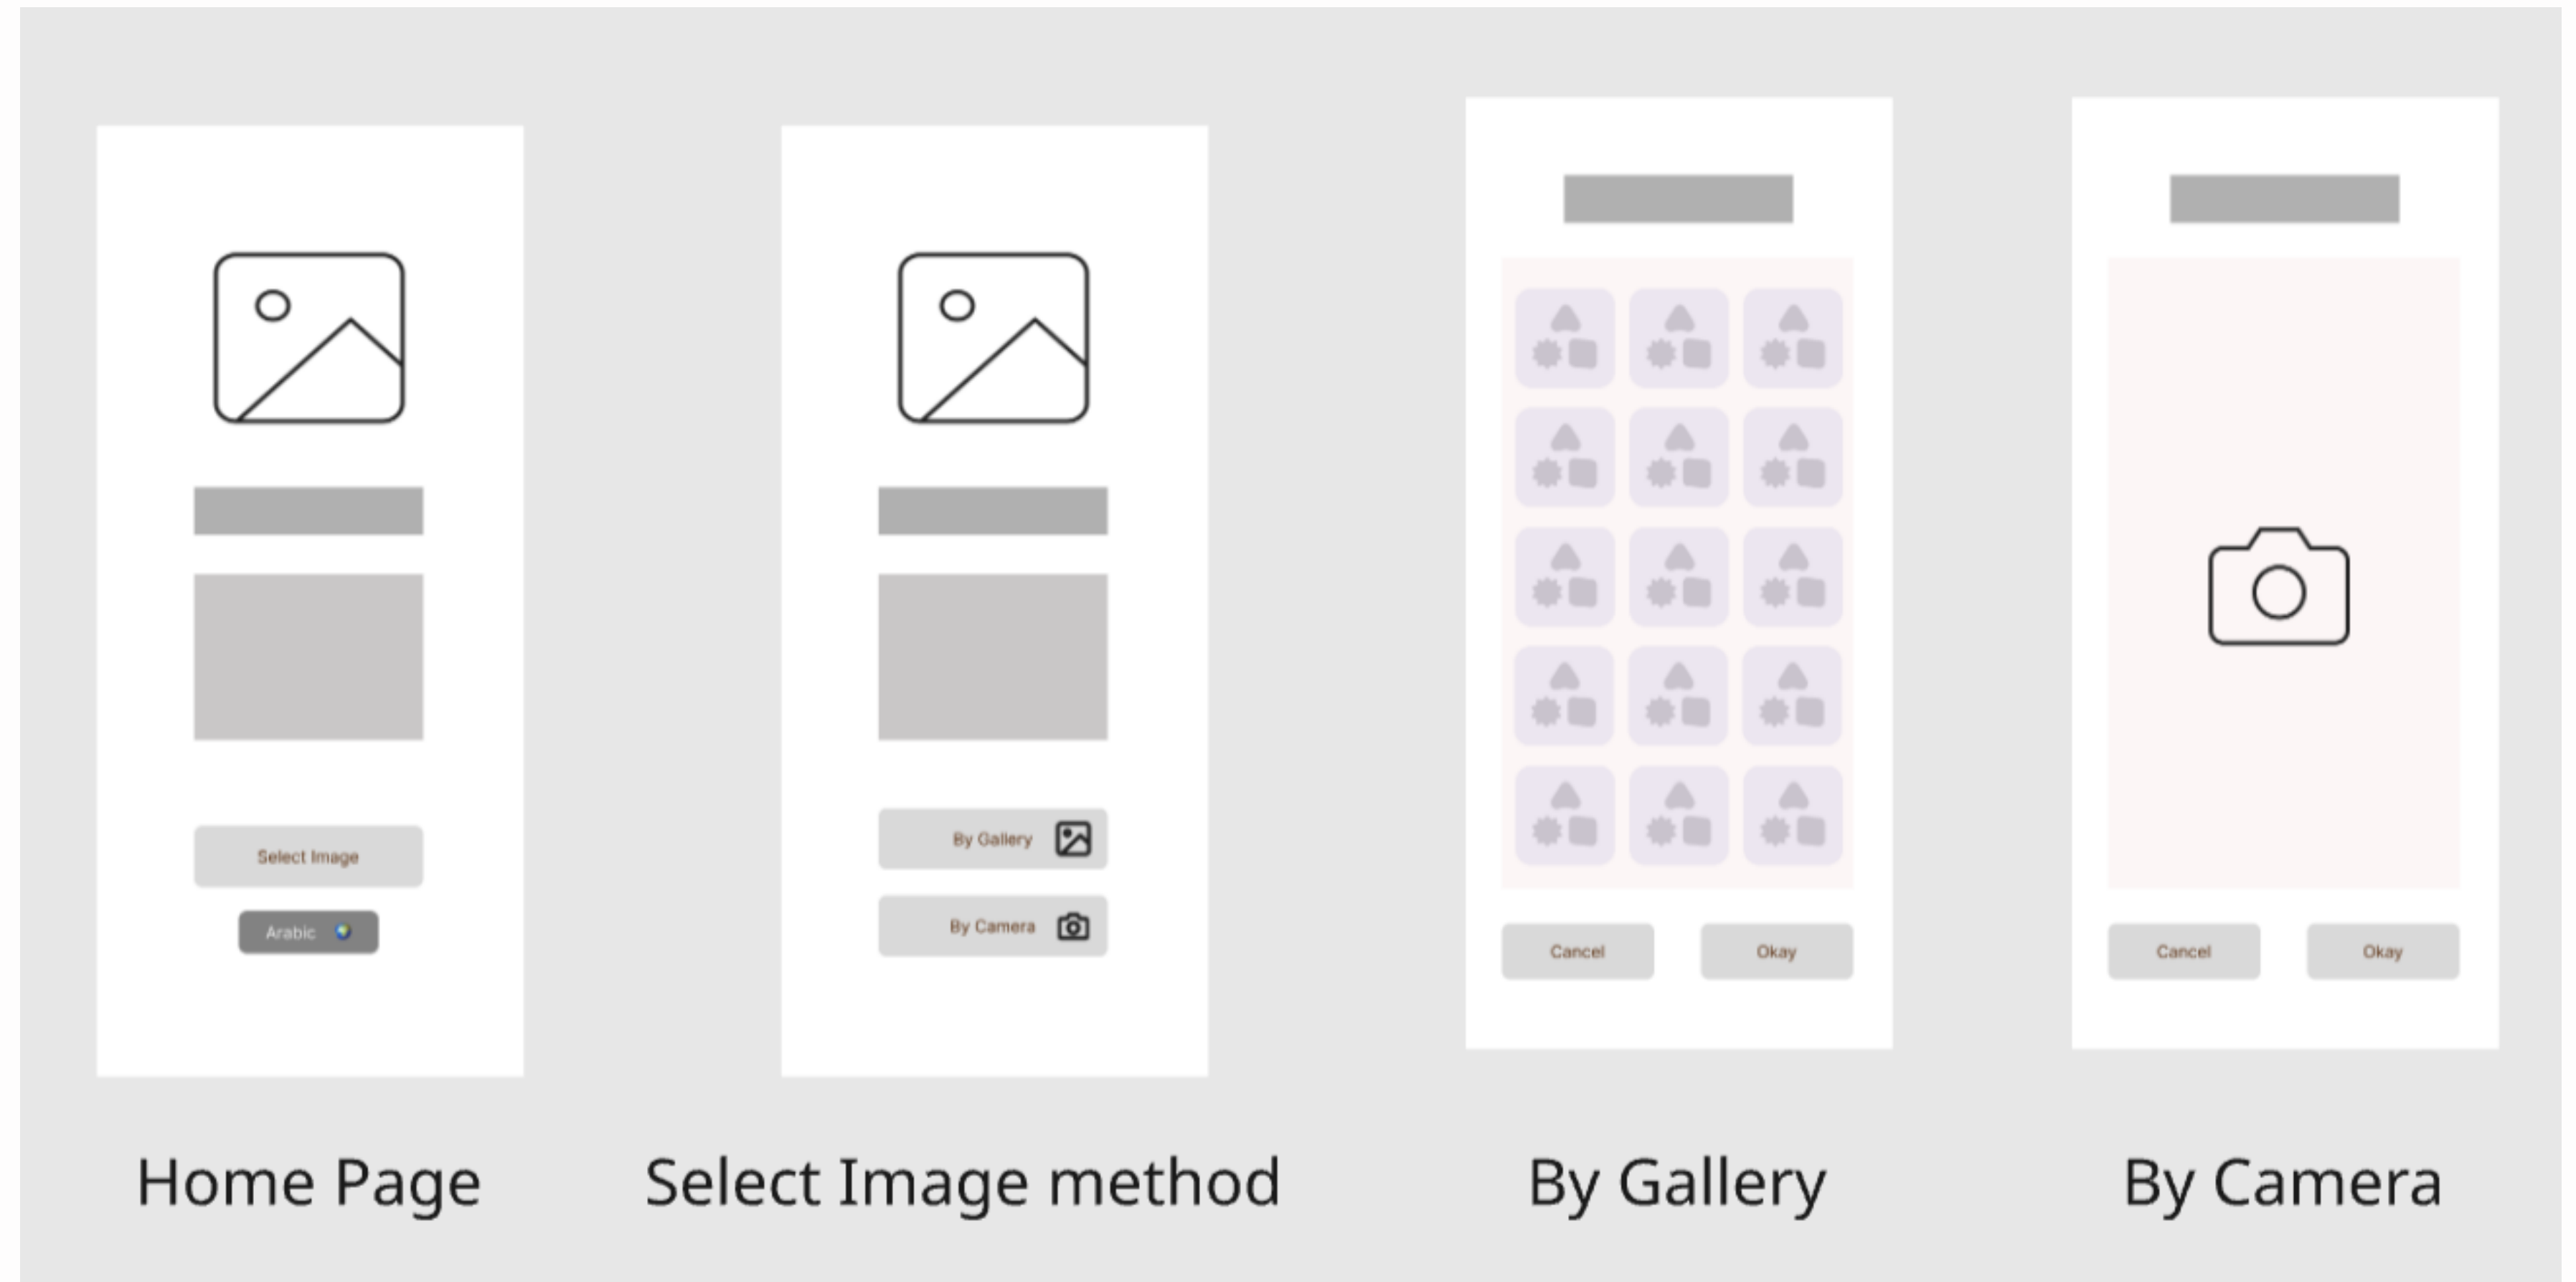 Select Image
Arabic
Home Page
By Gallery
By Camera
Select Image method
Cancel
Okay
By Gallery
Cancel
Okay
By Camera